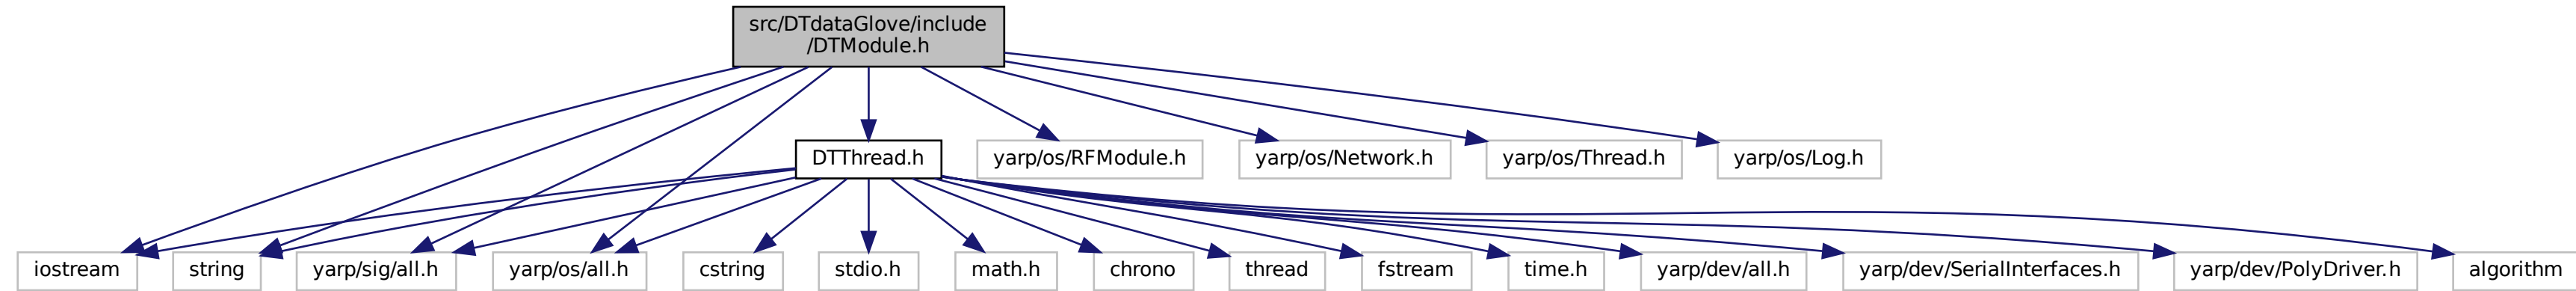 src/DTdataGlove/include
/DTModule.h
DTThread.h
yarp/os/RFModule.h
yarp/os/Network.h
yarp/os/Thread.h
yarp/os/Log.h
iostream
string
yarp/sig/all.h
yarp/os/all.h
cstring
stdio.h
math.h
chrono
thread
fstream
time.h
yarp/dev/all.h
yarp/dev/SerialInterfaces.h
yarp/dev/PolyDriver.h
algorithm